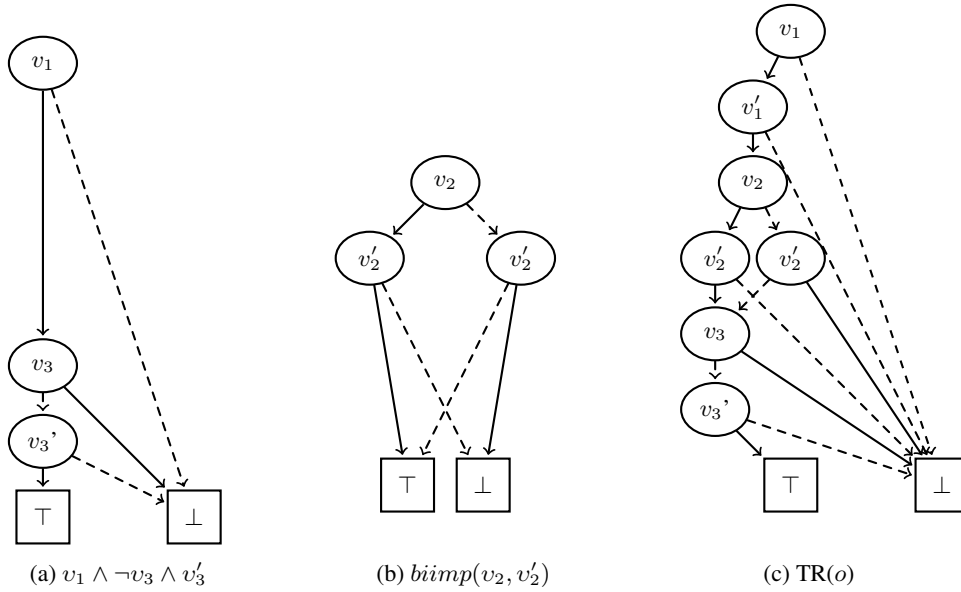 v₁
v₃
v₃’
⊤ ⊥
(a) v₁ ∧ ¬v₃ ∧ v₃′
v₂
v₂′ v₂′
⊤ ⊥
(b) biimp(v₂, v₂′)
v₁
v₁′
v₂
v₂′ v₂′
v₃
v₃’
⊤ ⊥
(c) TR(o)